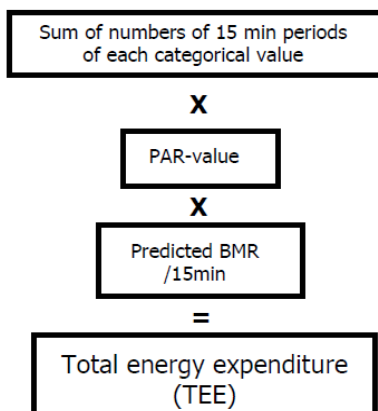 Sum of numbers of 15 min periods
of each categorical value
X
PAR-value
X
Predicted BMR
/15min
=
Total energy expenditure
(TEE)